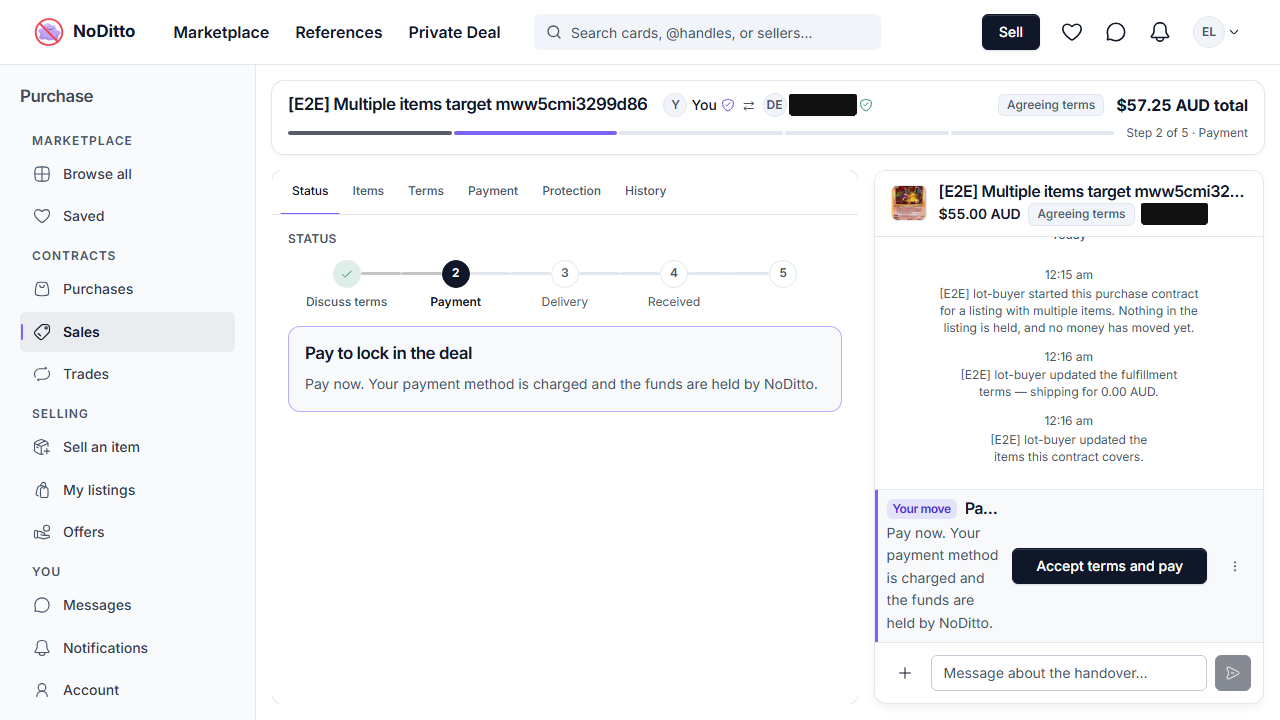 NoDitto
Marketplace
References
Private Deal
Search cards, @handles, or sellers...
Sell
EL
Purchase
MARKETPLACE
Browse all
Saved
CONTRACTS
Purchases
Sales
Trades
SELLING
Sell an item
My listings
Offers
YOU
Messages
Notifications
Account
[E2E] Multiple items target mww5cmi3299d86
Y
You
DE
Agreeing terms
$57.25 AUD total
Step 2 of 5 · Payment
Status
Items
Terms
Payment
Protection
History
STATUS
2
3
4
5
Discuss terms
Payment
Delivery
Received
Pay to lock in the deal
Pay now. Your payment method is charged and the funds are held by NoDitto.
[E2E] Multiple items target mww5cmi32...
$55.00 AUD
Agreeing terms
Today
12:15 am
[E2E] lot-buyer started this purchase contract
for a listing with multiple items. Nothing in the
listing is held, and no money has moved yet.
12:16 am
[E2E] lot-buyer updated the fulfillment
terms — shipping for 0.00 AUD.
12:16 am
[E2E] lot-buyer updated the
items this contract covers.
Your move
Pa...
Pay now. Your
payment method
is charged and
the funds are
held by NoDitto.
Accept terms and pay
Message about the handover...